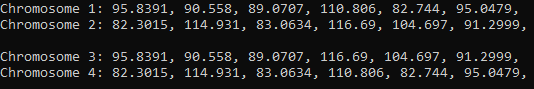 Chromosome 1: 95.8391, 90.558, 89.0707, 110.806, 82.744, 95.0479,
Chromosome 2: 82.3015, 114.931, 83.0634, 116.69, 104.697, 91.2999,
Chromosome 3: 95.8391, 90.558, 89.0707, 116.69, 104.697, 91.2999,
Chromosome 4: 82.3015, 114.931, 83.0634, 110.806, 82.744, 95.0479,